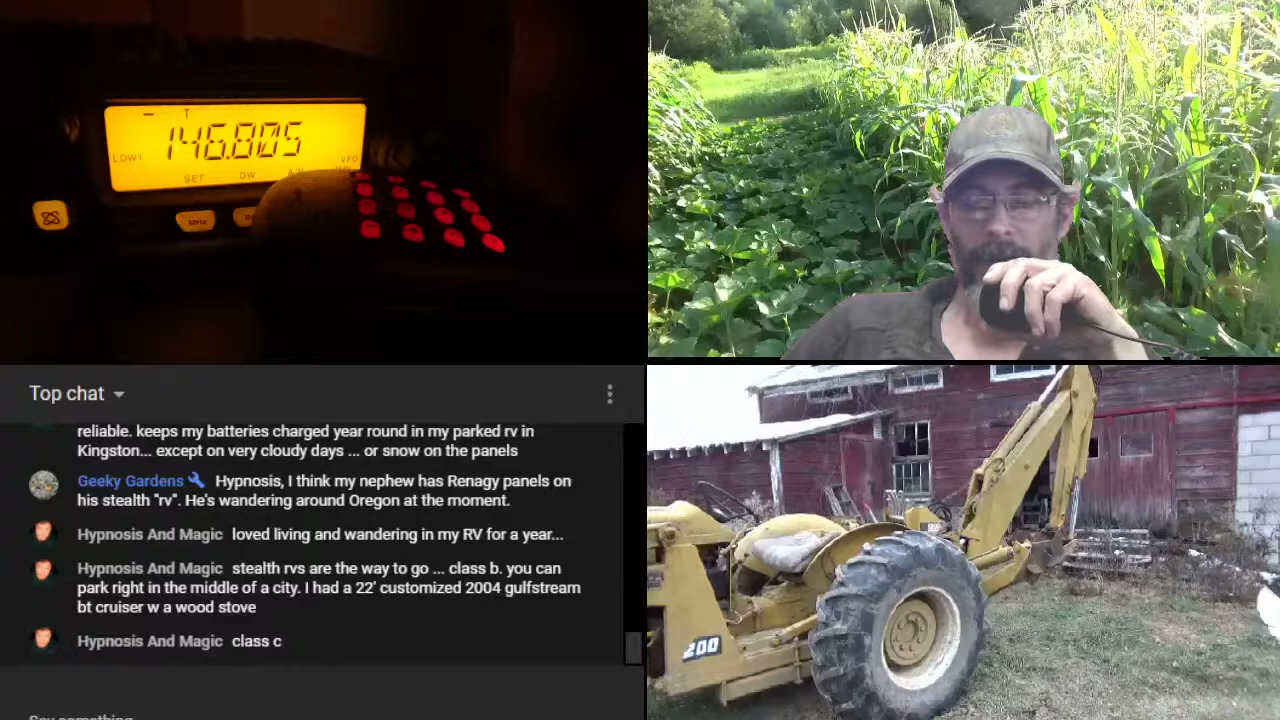 T
146.805
LOW1
VFO
SET
DW
MHz
Top chat
reliable. keeps my batteries charged year round in my parked rv in
Kingston... except on very cloudy days ... or snow on the panels
Geeky Gardens Hypnosis, I think my nephew has Renagy panels on
his stealth "rv". He's wandering around Oregon at the moment.
Hypnosis And Magic loved living and wandering in my RV for a year...
Hypnosis And Magic stealth rvs are the way to go ... class b. you can
park right in the middle of a city. I had a 22' customized 2004 gulfstream
bt cruiser w a wood stove
Hypnosis And Magic class c
Say something
200